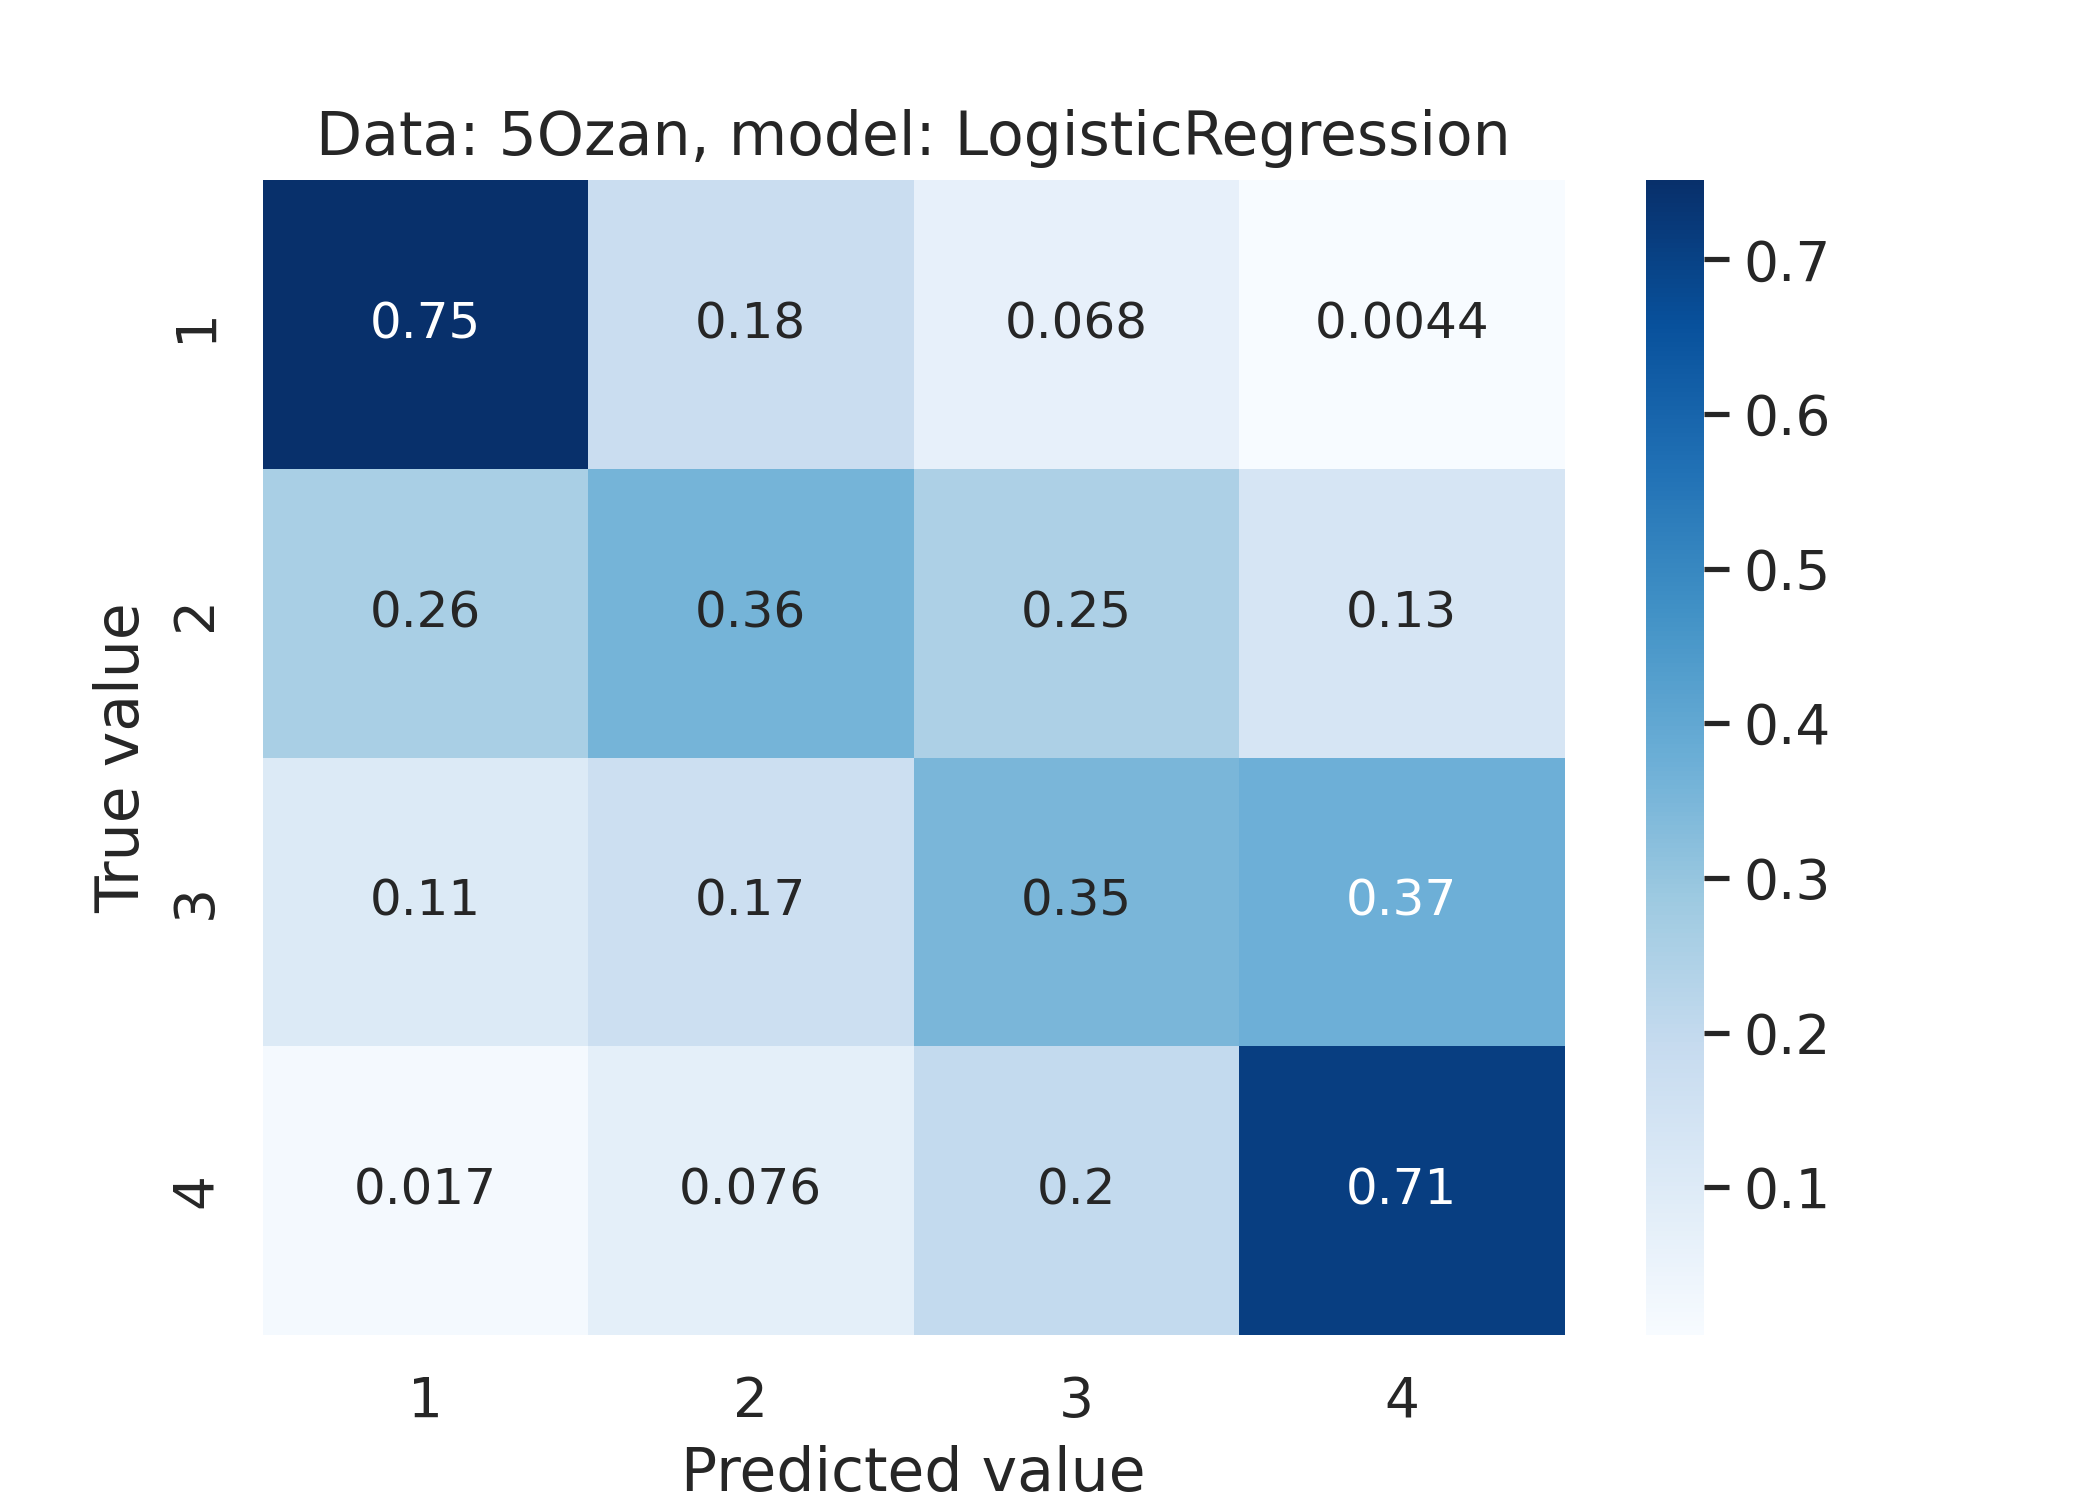 Data: 5Ozan, model: LogisticRegression
0.75 0.18 0.068 0.0044
0.26 0.36 0.25 0.13
0.11 0.17 0.35 0.37
0.017 0.076 0.2 0.71
1
2
3
4
True value
1 2 3 4
Predicted value
0.7
0.6
0.5
0.4
0.3
0.2
0.1